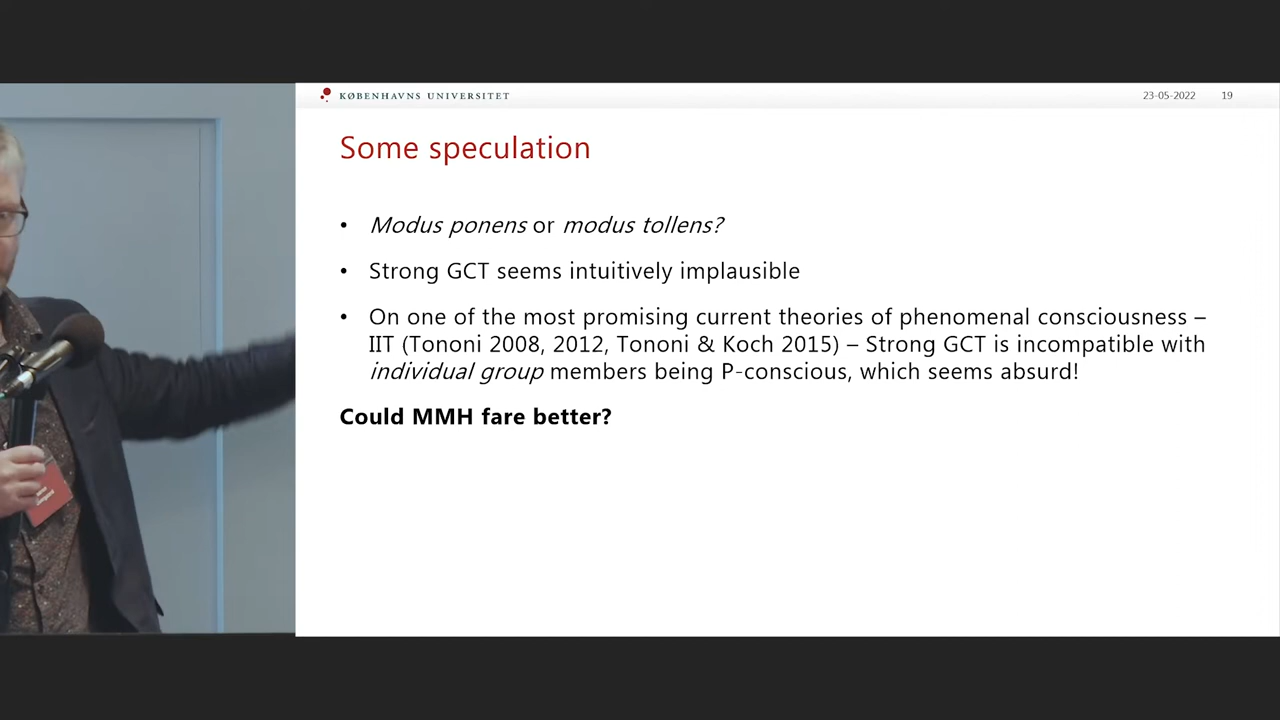 KØBENHAVNS UNIVERSITET
23-05-2022 19
Some speculation
• Modus ponens or modus tollens?
• Strong GCT seems intuitively implausible
• On one of the most promising current theories of phenomenal consciousness –
IIT (Tononi 2008, 2012, Tononi & Koch 2015) – Strong GCT is incompatible with
individual group members being P-conscious, which seems absurd!
Could MMH fare better?